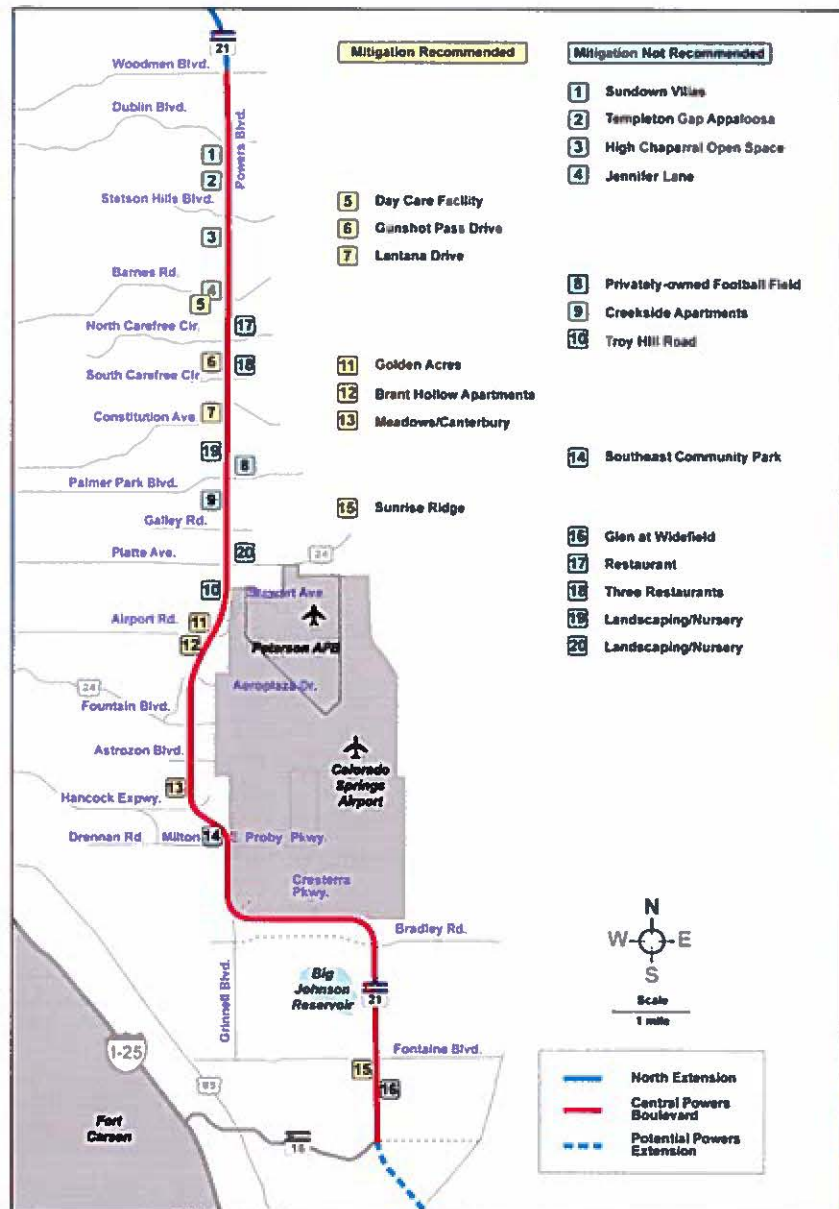 21
Woodmen Blvd.
Dublin Blvd.
Powers Blvd.
1
2
Stetson Hills Blvd.
3
Barnes Rd.
4
5
North Carefree Cir.
17
6
18
South Carefree Cir
7
Constitution Ave.
19
8
Palmer Park Blvd.
9
Galley Rd.
Platte Ave.
20
24
10
Stewart Ave
Airport Rd.
11
12
Peterson AFB
24
Aeroplaza Dr.
Fountain Blvd.
Astrozon Blvd.
Colorado
Springs
Airport
13
Hancock Expwy.
Drennan Rd
Milton
14
E Proby Pkwy.
Cresterra
Pkwy.
Bradley Rd.
Grinnell Blvd.
Big
Johnson
Reservoir
21
I-25
Fontaine Blvd.
15
85
16
Fort
Carson
16
Mitigation Recommended
5 Day Care Facility
6 Gunshot Pass Drive
7 Lantana Drive
11 Golden Acres
12 Brant Hollow Apartments
13 Meadows/Canterbury
15 Sunrise Ridge
Mitigation Not Recommended
1 Sundown Villas
2 Templeton Gap Appaloosa
3 High Chaparral Open Space
4 Jennifer Lane
8 Privately-owned Football Field
9 Creekside Apartments
10 Troy Hill Road
14 Southeast Community Park
16 Glen at Widefield
17 Restaurant
18 Three Restaurants
19 Landscaping/Nursery
20 Landscaping/Nursery
N
W E
S
Scale
1 mile
North Extension
Central Powers
Boulevard
Potential Powers
Extension